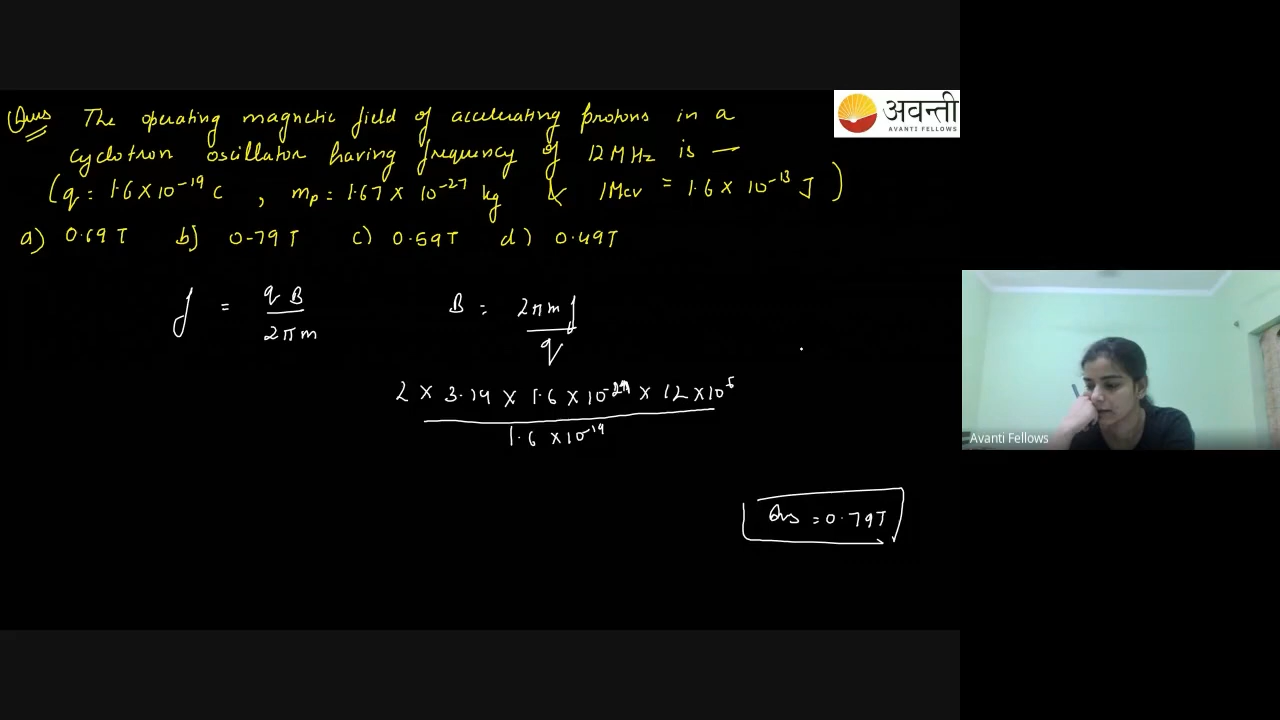 Ques The operating magnetic field of accelerating protons in a
अवन्ती
AVANTI FELLOWS
cyclotron oscillator having frequency of 12 MHz is —
(q = 1.6 × 10⁻¹⁹ C , mₚ = 1.67 × 10⁻²⁷ kg & 1 Mev = 1.6 × 10⁻¹³ J )
a) 0.69 T b) 0.79 T c) 0.59 T d) 0.49 T
f = qB / 2πm B = 2πmf / q
2 × 3.14 × 1.6 × 10⁻²⁷ × 12 × 10⁶
1.6 × 10⁻¹⁹
Ans = 0.79T
Avanti Fellows